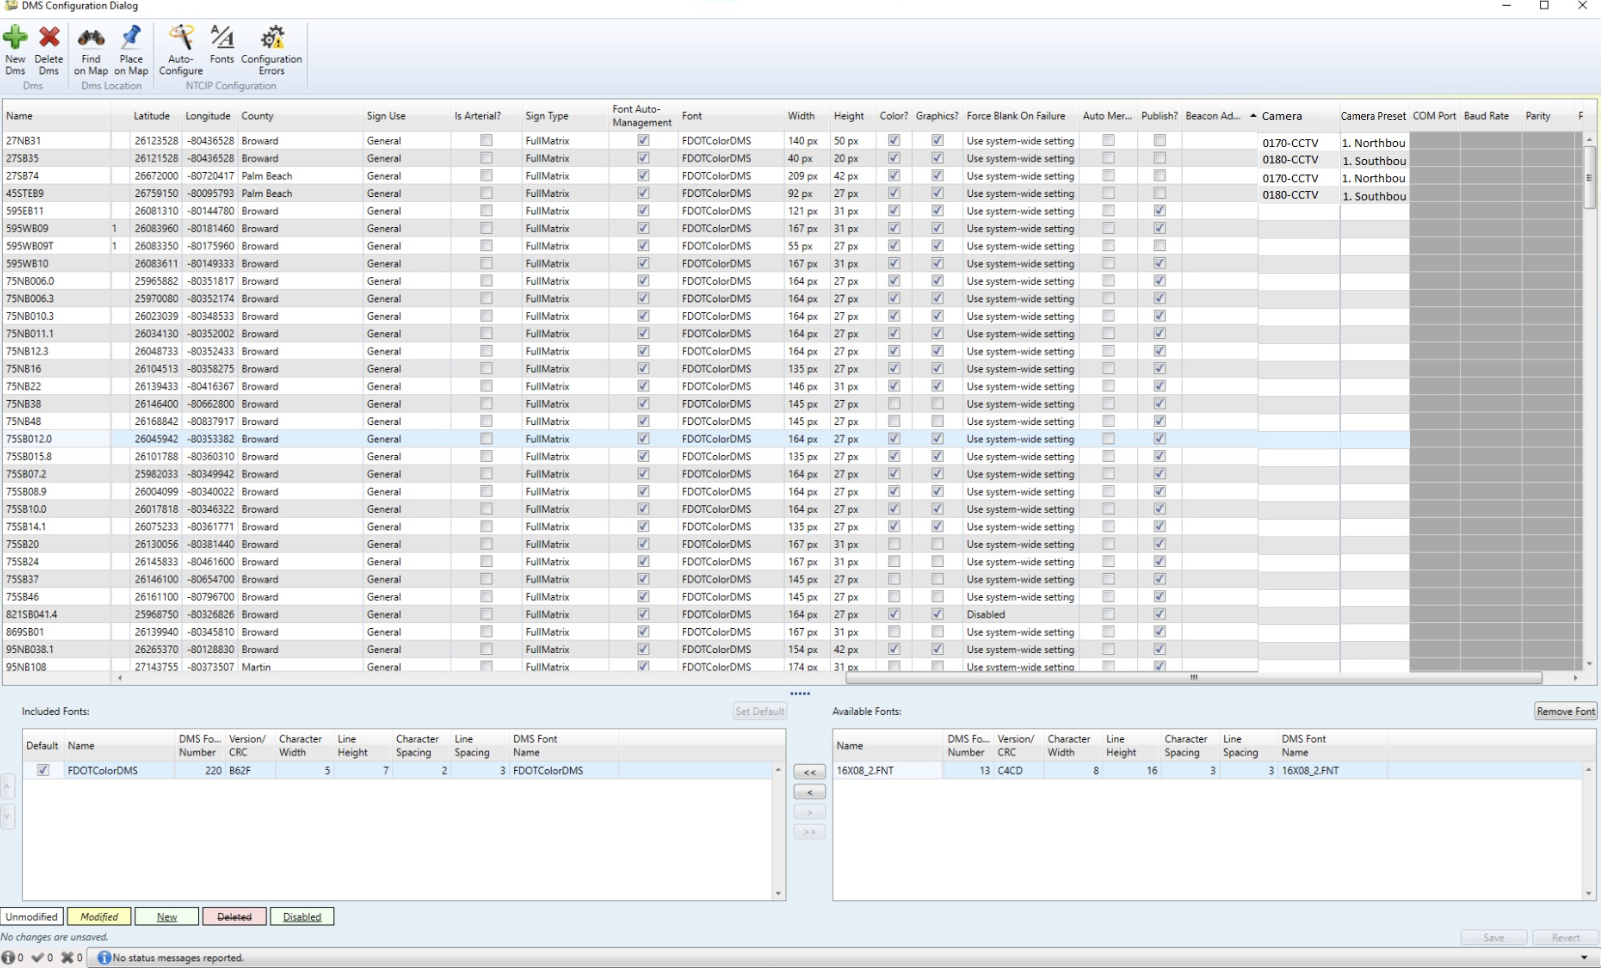 DMS Configuration Dialog
New Dms
Delete Dms
Find on Map
Place on Map
Auto-Configure
Fonts
Configuration Errors
Dms
Dms Location
NTCIP Configuration
Name Latitude Longitude County Sign Use Is Arterial? Sign Type Font Auto-Management Font Width Height Color? Graphics? Force Blank On Failure Auto Mer... Publish? Beacon Ad... Camera Camera Preset COM Port Baud Rate Parity
27NB31 26123528 -80436528 Broward General FullMatrix FDOTColorDMS 140 px 50 px Use system-wide setting 0170-CCTV 1. Northbou
27SB35 26121528 -80436528 Broward General FullMatrix FDOTColorDMS 40 px 20 px Use system-wide setting 0180-CCTV 1. Southbou
27SB74 26672000 -80720417 Palm Beach General FullMatrix FDOTColorDMS 209 px 42 px Use system-wide setting 0170-CCTV 1. Northbou
45STEB9 26759150 -80095793 Palm Beach General FullMatrix FDOTColorDMS 92 px 27 px Use system-wide setting 0180-CCTV 1. Southbou
595EB11 26081310 -80144780 Broward General FullMatrix FDOTColorDMS 121 px 31 px Use system-wide setting
595WB09 1 26083960 -80181460 Broward General FullMatrix FDOTColorDMS 167 px 31 px Use system-wide setting
595WB09T 1 26083350 -80175960 Broward General FullMatrix FDOTColorDMS 55 px 27 px Use system-wide setting
595WB10 26083611 -80149333 Broward General FullMatrix FDOTColorDMS 167 px 31 px Use system-wide setting
75NB006.0 25965882 -80351817 Broward General FullMatrix FDOTColorDMS 164 px 27 px Use system-wide setting
75NB006.3 25970080 -80352174 Broward General FullMatrix FDOTColorDMS 164 px 27 px Use system-wide setting
75NB010.3 26023039 -80348533 Broward General FullMatrix FDOTColorDMS 164 px 27 px Use system-wide setting
75NB011.1 26034130 -80352002 Broward General FullMatrix FDOTColorDMS 164 px 27 px Use system-wide setting
75NB12.3 26048733 -80352433 Broward General FullMatrix FDOTColorDMS 164 px 27 px Use system-wide setting
75NB16 26104513 -80358275 Broward General FullMatrix FDOTColorDMS 135 px 27 px Use system-wide setting
75NB22 26139433 -80416367 Broward General FullMatrix FDOTColorDMS 146 px 31 px Use system-wide setting
75NB38 26146400 -80662800 Broward General FullMatrix FDOTColorDMS 145 px 27 px Use system-wide setting
75NB48 26168842 -80837917 Broward General FullMatrix FDOTColorDMS 145 px 27 px Use system-wide setting
75SB012.0 26045942 -80353382 Broward General FullMatrix FDOTColorDMS 164 px 27 px Use system-wide setting
75SB015.8 26101788 -80360310 Broward General FullMatrix FDOTColorDMS 135 px 27 px Use system-wide setting
75SB07.2 25982033 -80349942 Broward General FullMatrix FDOTColorDMS 164 px 27 px Use system-wide setting
75SB08.9 26004099 -80340022 Broward General FullMatrix FDOTColorDMS 164 px 27 px Use system-wide setting
75SB10.0 26017818 -80346322 Broward General FullMatrix FDOTColorDMS 164 px 27 px Use system-wide setting
75SB14.1 26075233 -80361771 Broward General FullMatrix FDOTColorDMS 135 px 27 px Use system-wide setting
75SB20 26130056 -80381440 Broward General FullMatrix FDOTColorDMS 167 px 31 px Use system-wide setting
75SB24 26145833 -80461600 Broward General FullMatrix FDOTColorDMS 167 px 31 px Use system-wide setting
75SB37 26146100 -80654700 Broward General FullMatrix FDOTColorDMS 145 px 27 px Use system-wide setting
75SB46 26161100 -80796700 Broward General FullMatrix FDOTColorDMS 145 px 27 px Use system-wide setting
821SB041.4 25968750 -80326826 Broward General FullMatrix FDOTColorDMS 164 px 27 px Disabled
869SB01 26139940 -80345810 Broward General FullMatrix FDOTColorDMS 167 px 31 px Use system-wide setting
95NB038.1 26265370 -80128830 Broward General FullMatrix FDOTColorDMS 154 px 42 px Use system-wide setting
95NB108 27143755 -80373507 Martin General FullMatrix FDOTColorDMS 174 px 31 px Use system-wide setting
Included Fonts:
Set Default
Default Name DMS Fo... Number Version/ CRC Character Width Line Height Character Spacing Line Spacing DMS Font Name
FDOTColorDMS 220 B62F 5 7 2 3 FDOTColorDMS
<<
<
>
>>
Available Fonts:
Remove Font
Name DMS Fo... Number Version/ CRC Character Width Line Height Character Spacing Line Spacing DMS Font Name
16X08_2.FNT 13 C4CD 8 16 3 3 16X08_2.FNT
Unmodified Modified New Deleted Disabled
No changes are unsaved.
Save Revert
0 0 0 No status messages reported.